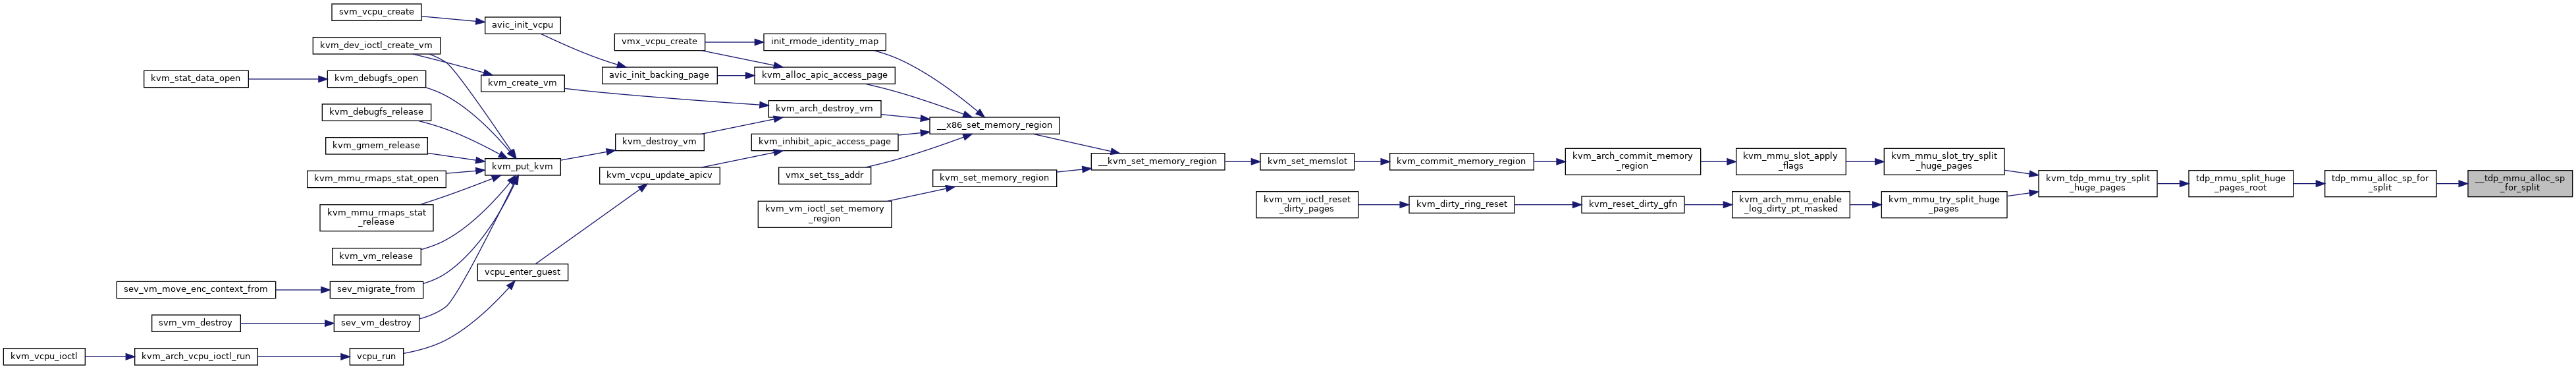 svm_vcpu_create
avic_init_vcpu
kvm_dev_ioctl_create_vm
vmx_vcpu_create
init_rmode_identity_map
kvm_stat_data_open
kvm_debugfs_open
kvm_create_vm
avic_init_backing_page
kvm_alloc_apic_access_page
kvm_debugfs_release
kvm_arch_destroy_vm
__x86_set_memory_region
kvm_gmem_release
kvm_destroy_vm
kvm_inhibit_apic_access_page
kvm_put_kvm
__kvm_set_memory_region
kvm_set_memslot
kvm_commit_memory_region
kvm_arch_commit_memory
_region
kvm_mmu_slot_apply
_flags
kvm_mmu_slot_try_split
_huge_pages
kvm_mmu_rmaps_stat_open
kvm_vcpu_update_apicv
vmx_set_tss_addr
kvm_set_memory_region
kvm_tdp_mmu_try_split
_huge_pages
tdp_mmu_split_huge
_pages_root
tdp_mmu_alloc_sp_for
_split
__tdp_mmu_alloc_sp
_for_split
kvm_mmu_rmaps_stat
_release
kvm_vm_ioctl_set_memory
_region
kvm_vm_ioctl_reset
_dirty_pages
kvm_dirty_ring_reset
kvm_reset_dirty_gfn
kvm_arch_mmu_enable
_log_dirty_pt_masked
kvm_mmu_try_split_huge
_pages
kvm_vm_release
vcpu_enter_guest
sev_vm_move_enc_context_from
sev_migrate_from
svm_vm_destroy
sev_vm_destroy
kvm_vcpu_ioctl
kvm_arch_vcpu_ioctl_run
vcpu_run